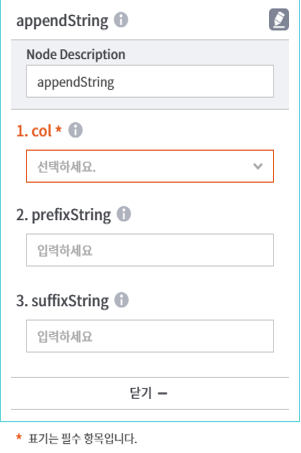 appendString
Node Description
appendString
1. col *
선택하세요.
2. prefixString
입력하세요
3. suffixString
입력하세요
닫기 −
* 표기는 필수 항목입니다.